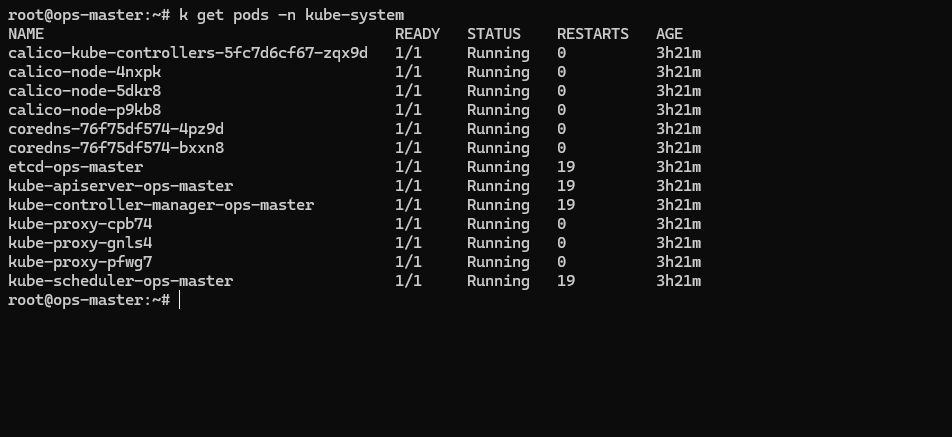 root@ops-master:~# k get pods -n kube-system
NAME                                       READY   STATUS    RESTARTS   AGE
calico-kube-controllers-5fc7d6cf67-zqx9d   1/1     Running   0          3h21m
calico-node-4nxpk                          1/1     Running   0          3h21m
calico-node-5dkr8                          1/1     Running   0          3h21m
calico-node-p9kb8                          1/1     Running   0          3h21m
coredns-76f75df574-4pz9d                   1/1     Running   0          3h21m
coredns-76f75df574-bxxn8                   1/1     Running   0          3h21m
etcd-ops-master                            1/1     Running   19         3h21m
kube-apiserver-ops-master                  1/1     Running   19         3h21m
kube-controller-manager-ops-master         1/1     Running   19         3h21m
kube-proxy-cpb74                           1/1     Running   0          3h21m
kube-proxy-gnls4                           1/1     Running   0          3h21m
kube-proxy-pfwg7                           1/1     Running   0          3h21m
kube-scheduler-ops-master                  1/1     Running   19         3h21m
root@ops-master:~#